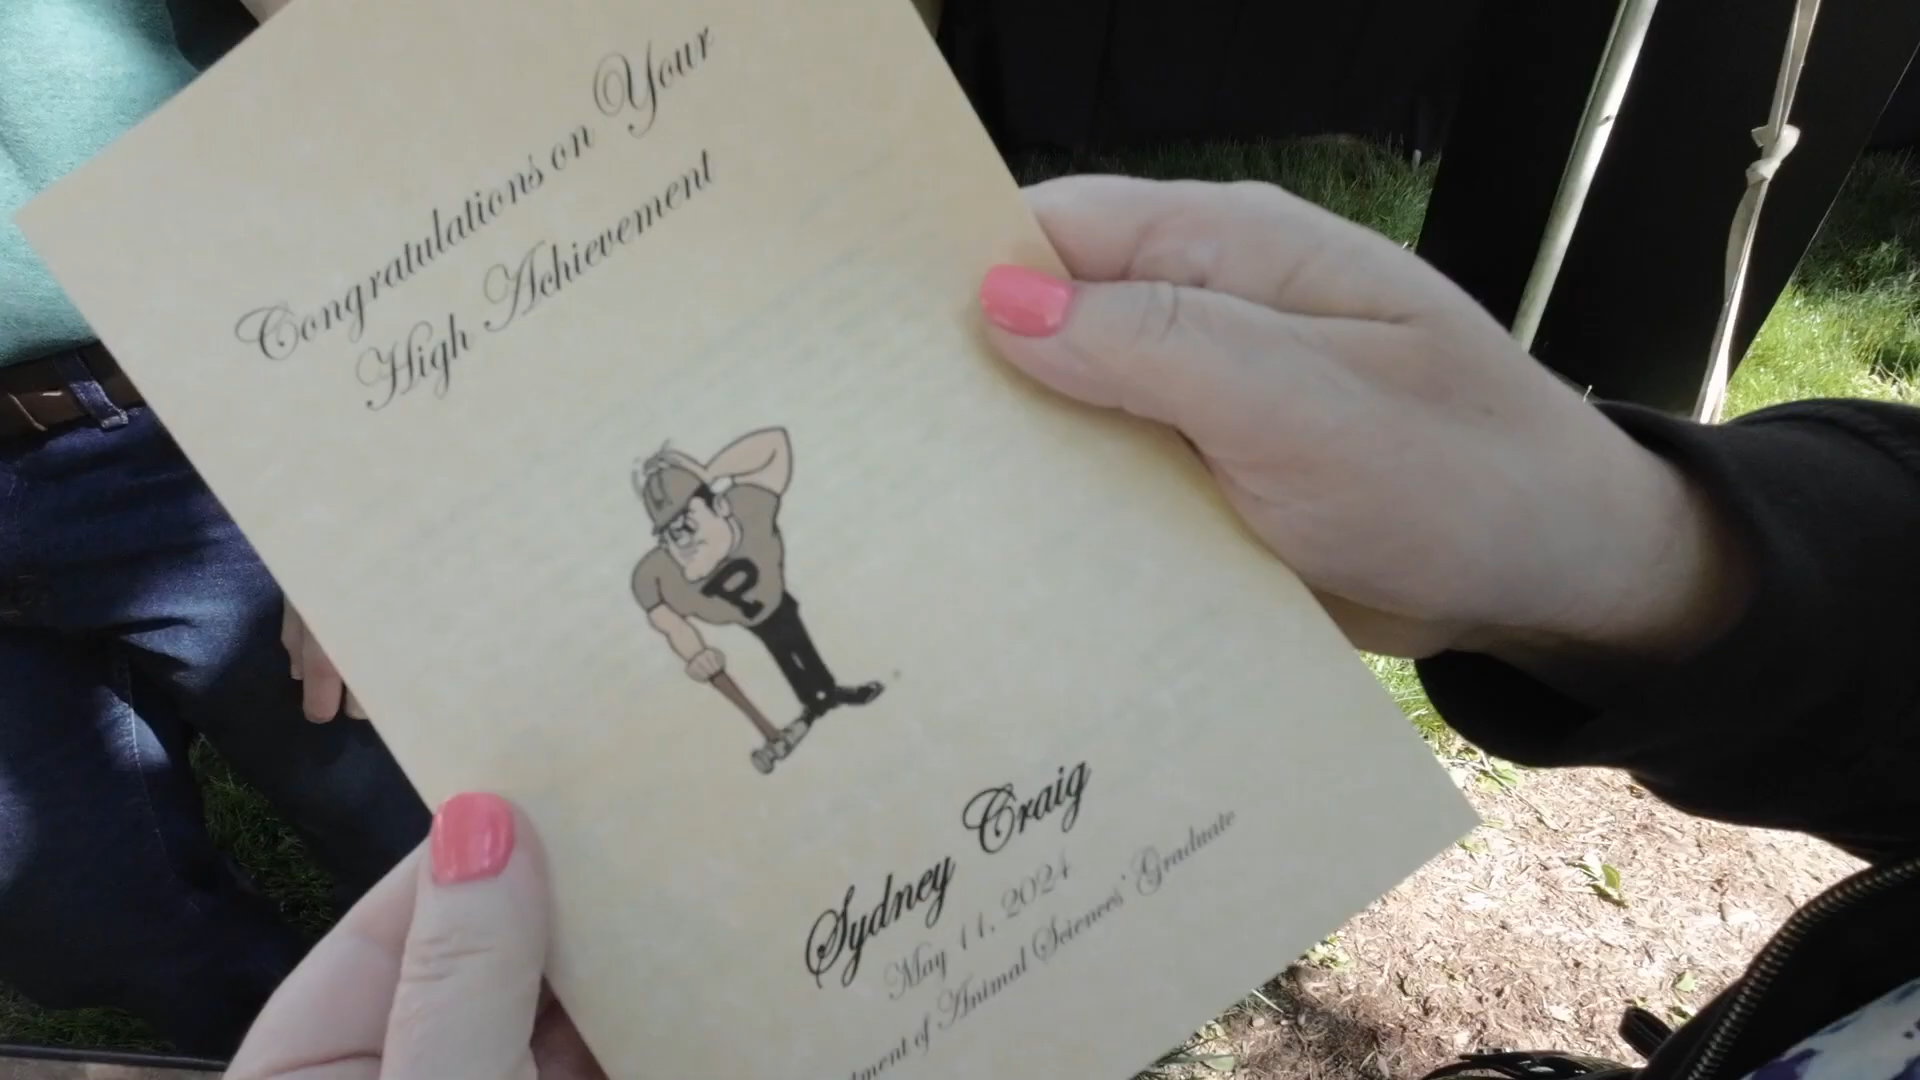 Congratulations on Your
High Achievement
P
Sydney Craig
May 11, 2024
of Animal Sciences' Graduate